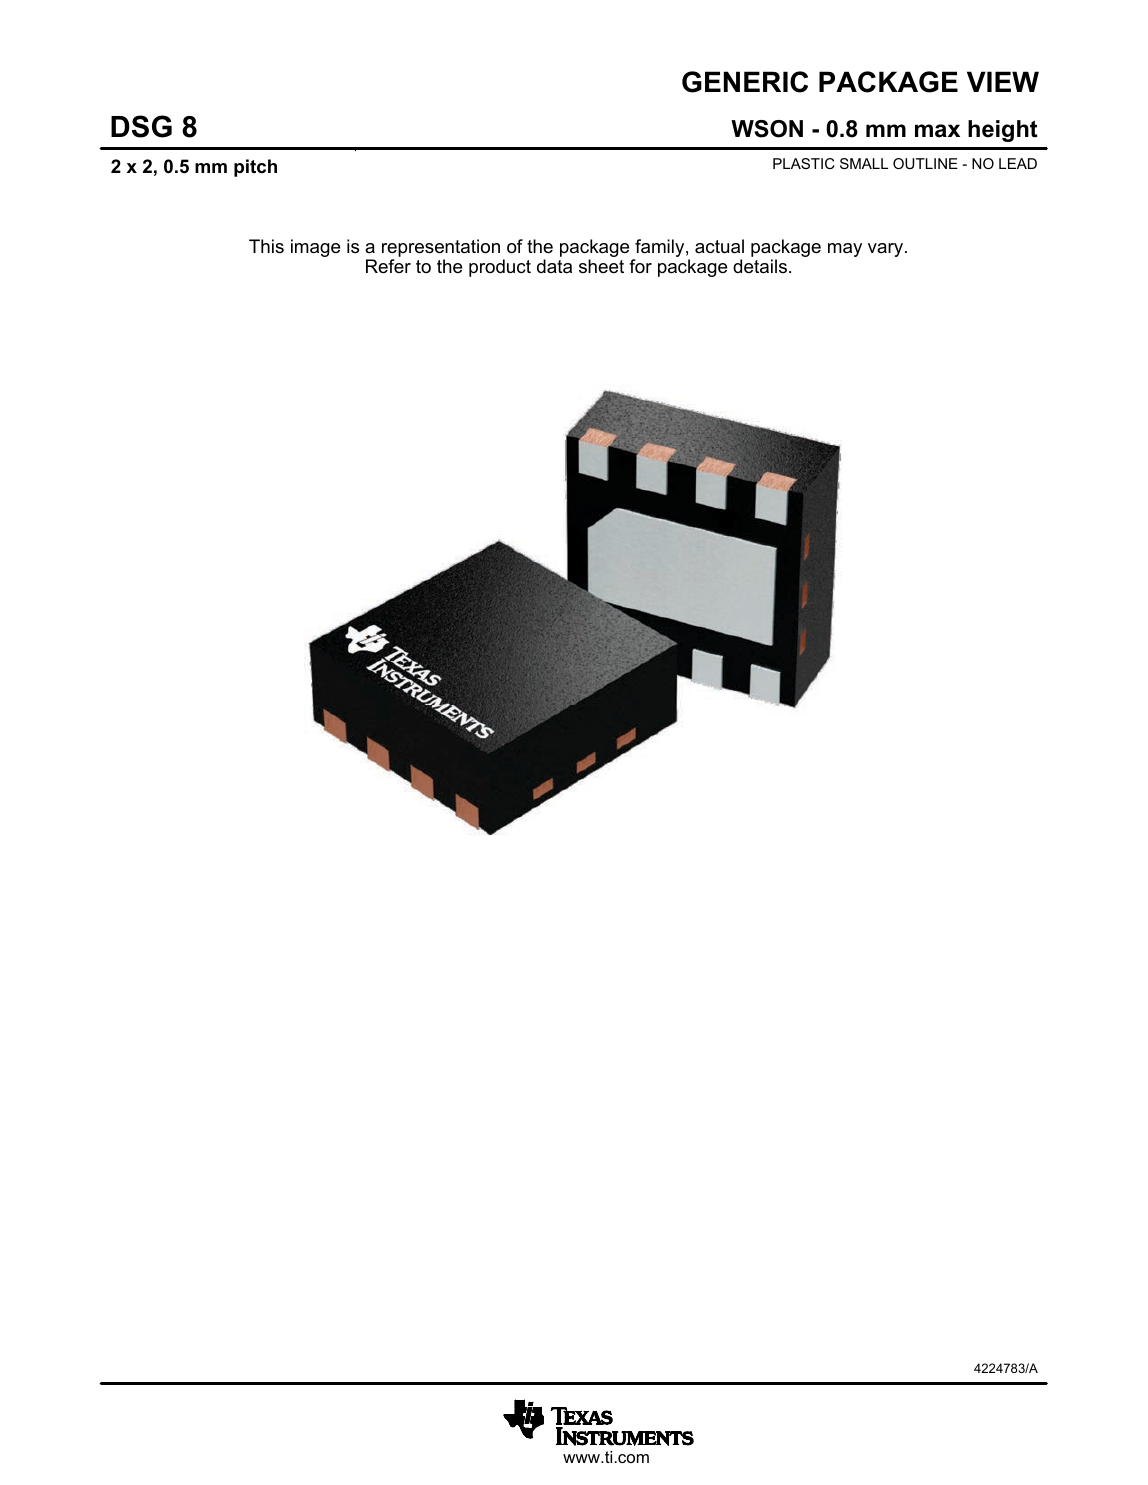 GENERIC PACKAGE VIEW
DSG 8
WSON - 0.8 mm max height
2 x 2, 0.5 mm pitch
PLASTIC SMALL OUTLINE - NO LEAD
This image is a representation of the package family, actual package may vary.
Refer to the product data sheet for package details.
TEXAS
INSTRUMENTS
4224783/A
TEXAS
INSTRUMENTS
www.ti.com